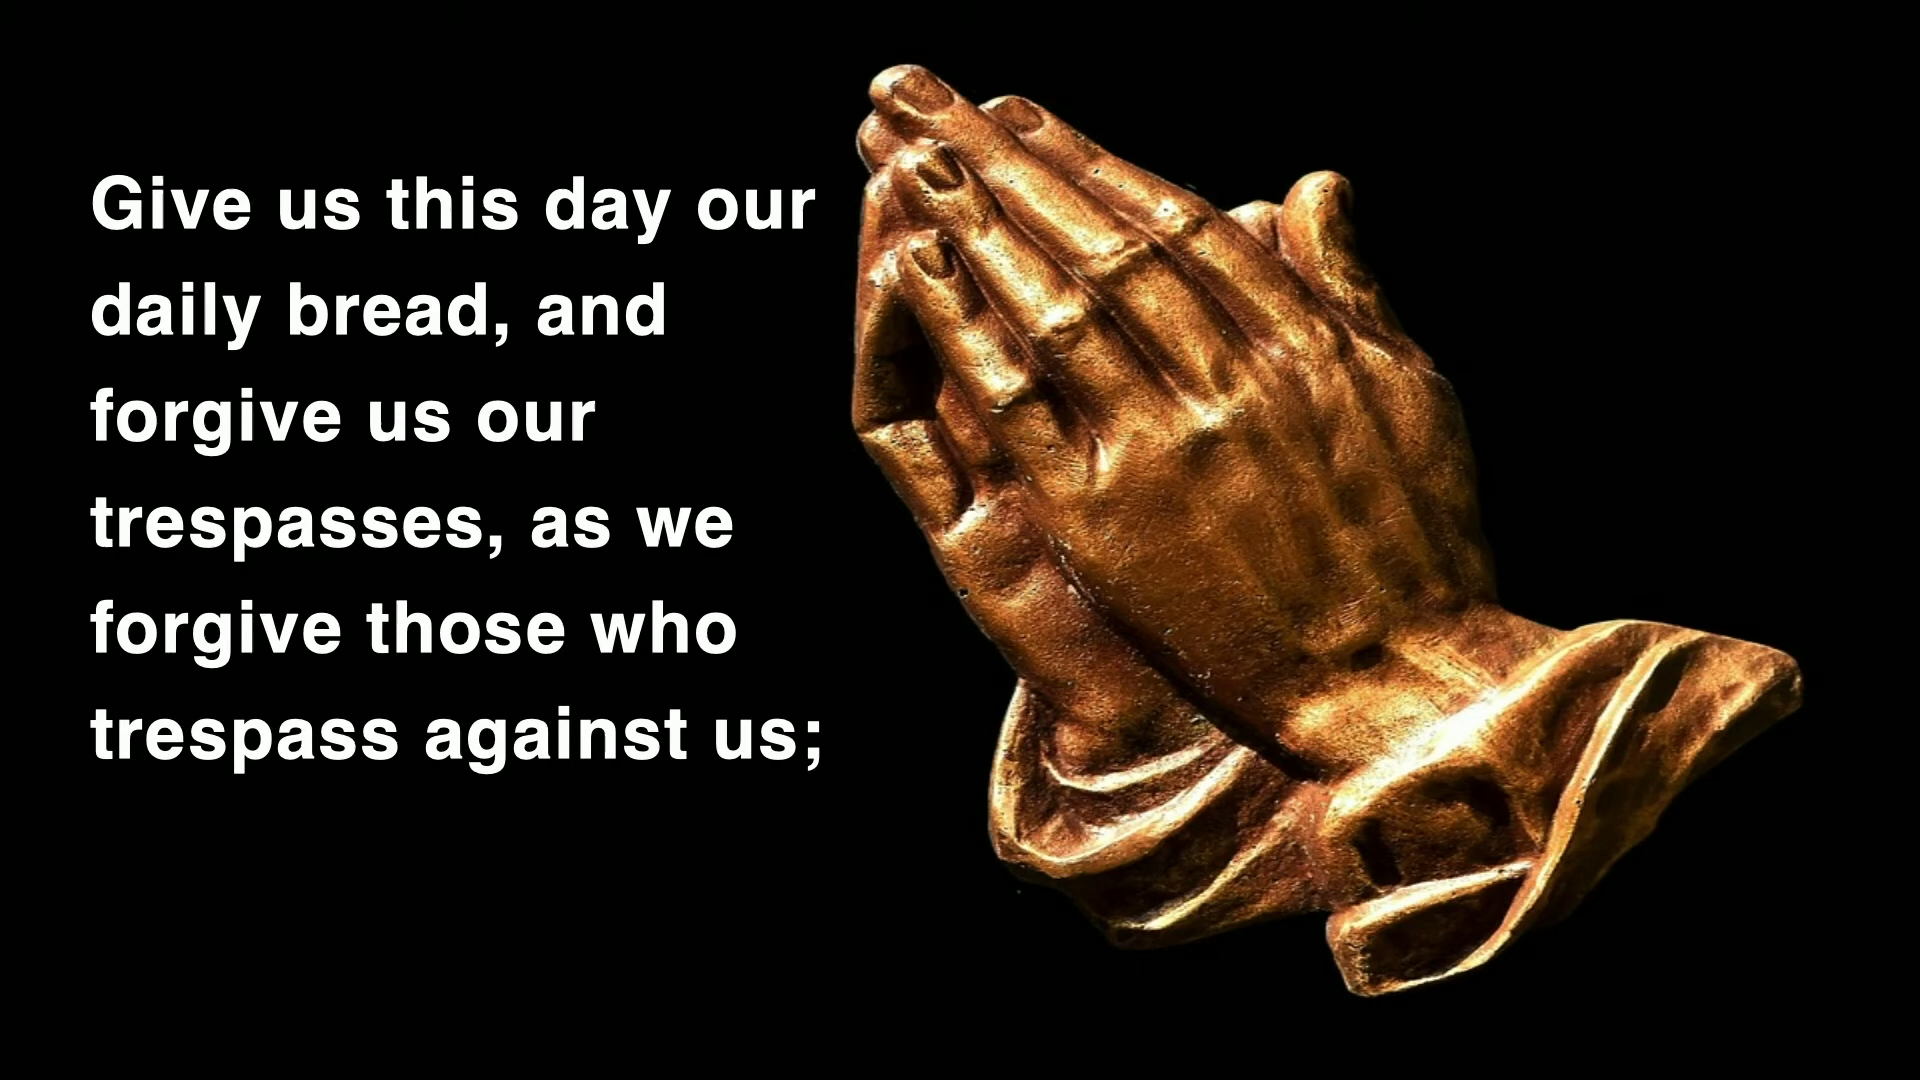 Give us this day our
daily bread, and
forgive us our
trespasses, as we
forgive those who
trespass against us;